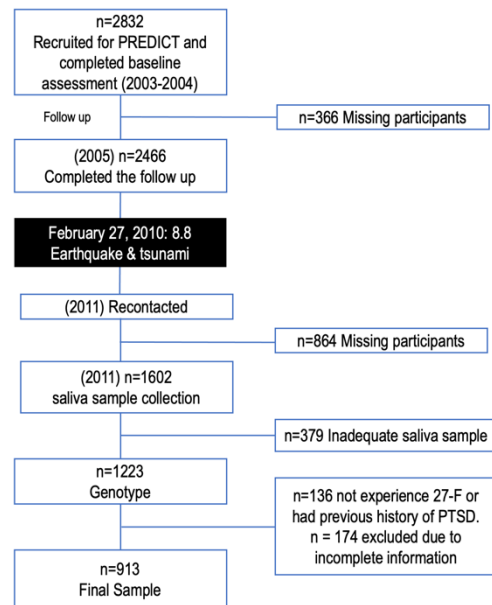 n=2832
Recruited for PREDICT and
completed baseline
assessment (2003-2004)
Follow up
n=366 Missing participants
(2005) n=2466
Completed the follow up
February 27, 2010: 8.8
Earthquake & tsunami
(2011) Recontacted
n=864 Missing participants
(2011) n=1602
saliva sample collection
n=379 Inadequate saliva sample
n=1223
Genotype
n=136 not experience 27-F or
had previous history of PTSD.
n = 174 excluded due to
incomplete information
n=913
Final Sample